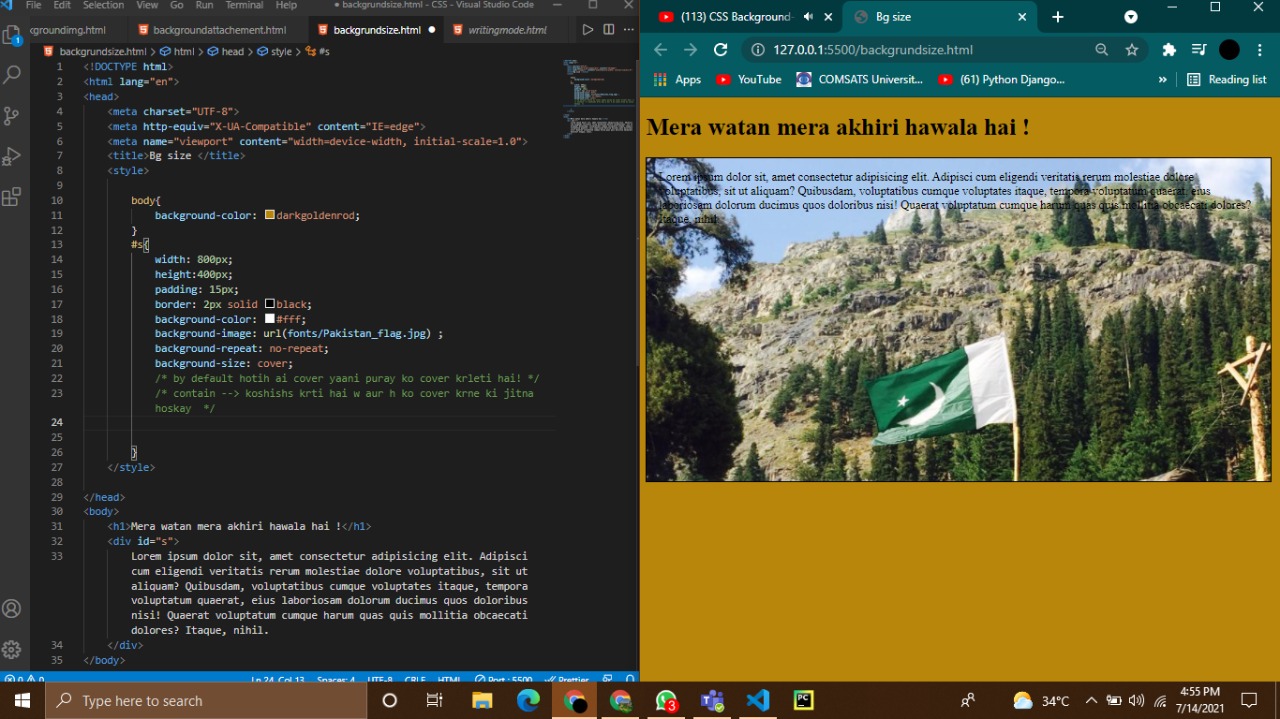 File Edit Selection View Go Run Terminal Help
● backgrundsize.html - CSS - Visual Studio Code
kgroundimg.html
backgroundattachement.html
backgrundsize.html ●
writingmode.html
backgrundsize.html > html > head > style > #s
1 <!DOCTYPE html>
2 <html lang="en">
3 <head>
4 <meta charset="UTF-8">
5 <meta http-equiv="X-UA-Compatible" content="IE=edge">
6 <meta name="viewport" content="width=device-width, initial-scale=1.0">
7 <title>Bg size </title>
8 <style>
9
10 body{
11 background-color: darkgoldenrod;
12 }
13 #s{
14 width: 800px;
15 height:400px;
16 padding: 15px;
17 border: 2px solid black;
18 background-color: #fff;
19 background-image: url(fonts/Pakistan_flag.jpg) ;
20 background-repeat: no-repeat;
21 background-size: cover;
22 /* by default hotih ai cover yaani puray ko cover krleti hai! */
23 /* contain --> koshishs krti hai w aur h ko cover krne ki jitna
hoskay */
24
25
26 }
27 </style>
28
29 </head>
30 <body>
31 <h1>Mera watan mera akhiri hawala hai !</h1>
32 <div id="s">
33 Lorem ipsum dolor sit, amet consectetur adipisicing elit. Adipisci
cum eligendi veritatis rerum molestiae dolore voluptatibus, sit ut
aliquam? Quibusdam, voluptatibus cumque voluptates itaque, tempora
voluptatum quaerat, eius laboriosam dolorum ducimus quos doloribus
nisi! Quaerat voluptatum cumque harum quas quis mollitia obcaecati
dolores? Itaque, nihil.
34 </div>
35 </body>
0 0 Ln 24, Col 13 Spaces: 4 UTF-8 CRLF HTML Port : 5500 Prettier
(113) CSS Background-
Bg size
127.0.0.1:5500/backgrundsize.html
Apps YouTube COMSATS Universit... (61) Python Django... » Reading list
Mera watan mera akhiri hawala hai !
Lorem ipsum dolor sit, amet consectetur adipisicing elit. Adipisci cum eligendi veritatis rerum molestiae dolore
voluptatibus, sit ut aliquam? Quibusdam, voluptatibus cumque voluptates itaque, tempora voluptatum quaerat, eius
laboriosam dolorum ducimus quos doloribus nisi! Quaerat voluptatum cumque harum quas quis mollitia obcaecati dolores?
Itaque, nihil.
Type here to search
3
PC
34°C
4:55 PM
7/14/2021